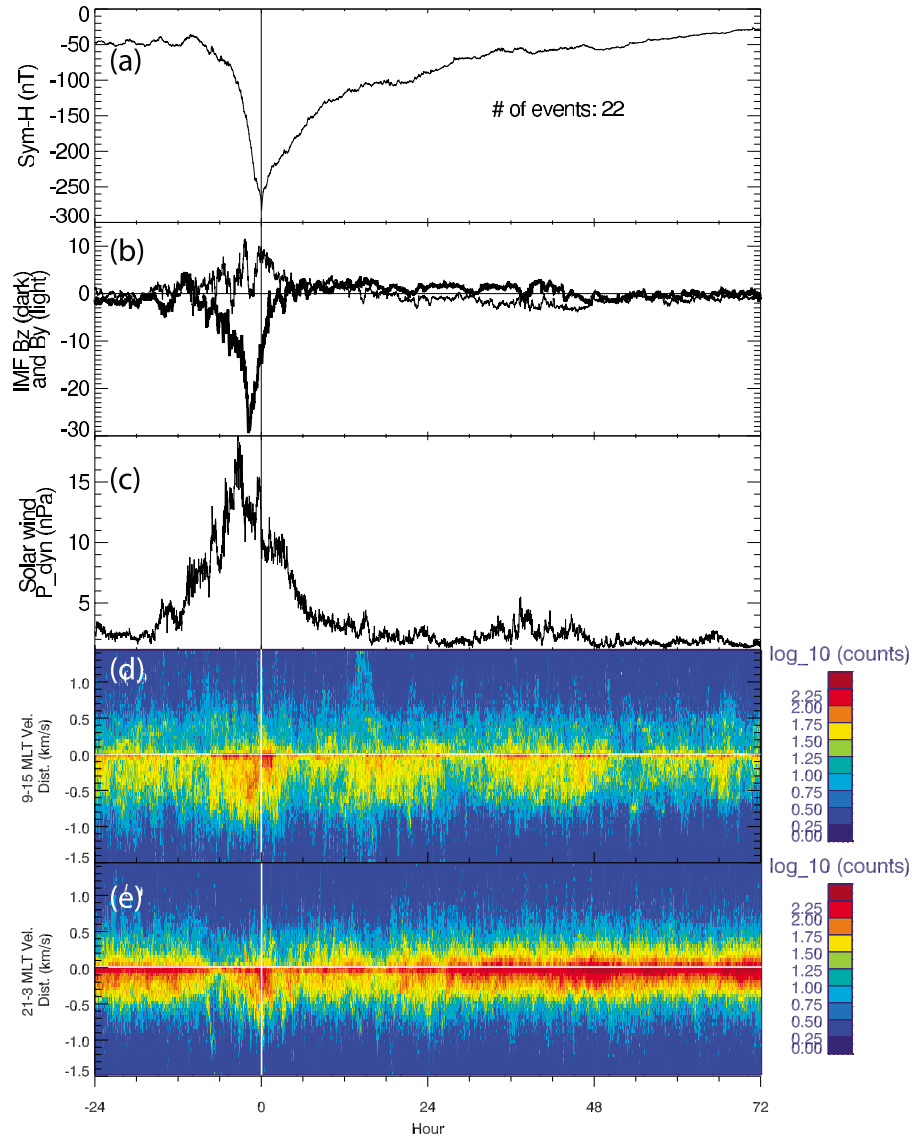 0
-50
-100
-150
-200
-250
-300
Sym-H (nT)
(a)
# of events: 22
10
0
-10
-20
-30
IMF Bz (dark)
and By (light)
(b)
15
10
5
Solar wind
P_dyn (nPa)
(c)
1.0
0.5
0.0
-0.5
-1.0
-1.5
9-15 MLT Vel.
Dist. (km/s)
(d)
log_10 (counts)
2.25
2.00
1.75
1.50
1.25
1.00
0.75
0.50
0.25
0.00
1.0
0.5
0.0
-0.5
-1.0
-1.5
21-3 MLT Vel.
Dist. (km/s)
(e)
log_10 (counts)
2.25
2.00
1.75
1.50
1.25
1.00
0.75
0.50
0.25
0.00
-24 0 24 48 72
Hour